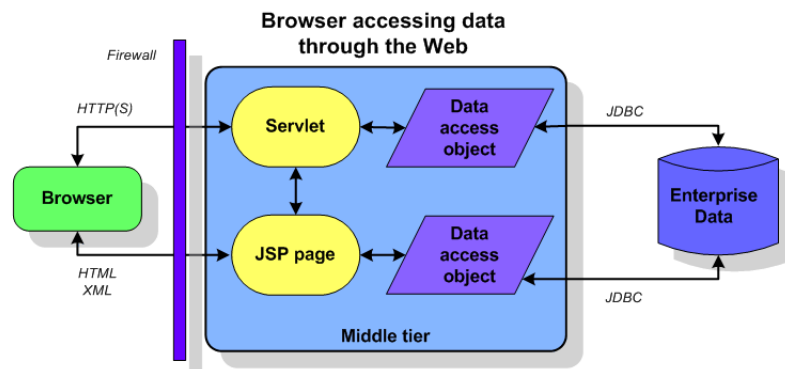 Browser accessing data
through the Web
Firewall
HTTP(S)
Servlet
Data
access
object
JDBC
Browser
Enterprise
Data
JSP page
Data
access
object
HTML
XML
JDBC
Middle tier